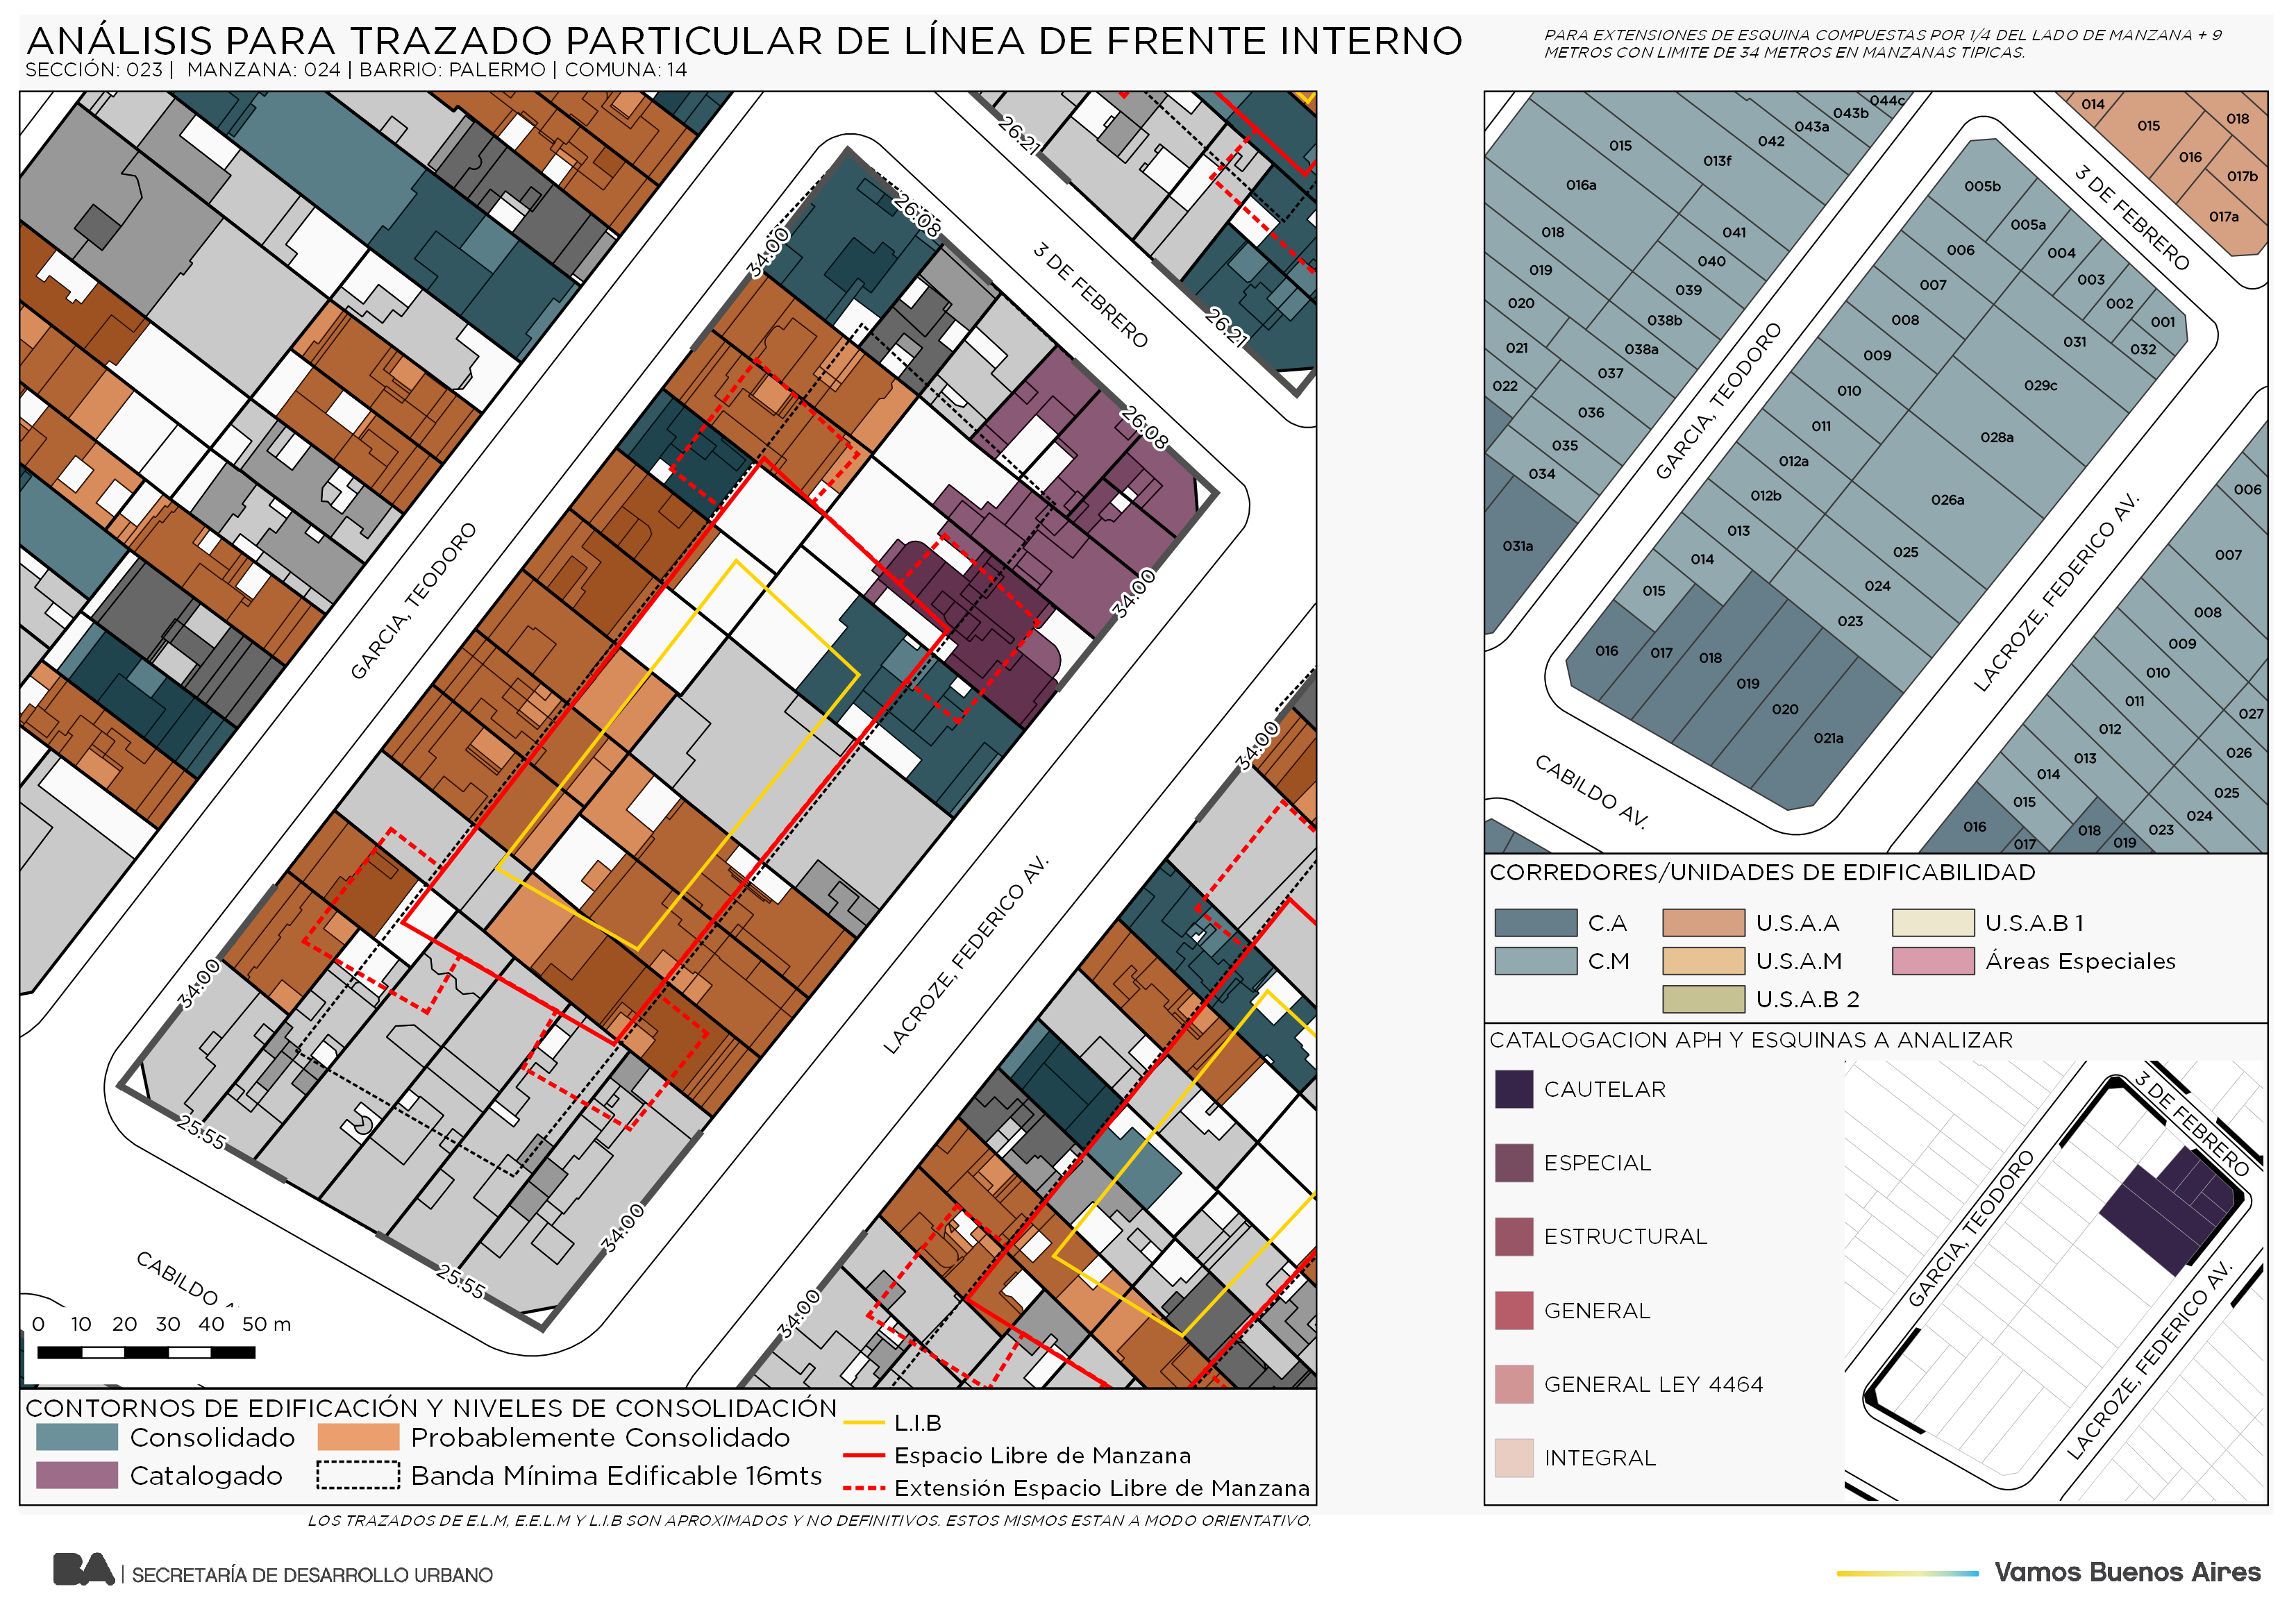 ANÁLISIS PARA TRAZADO PARTICULAR DE LÍNEA DE FRENTE INTERNO
SECCIÓN: 023 | MANZANA: 024 | BARRIO: PALERMO | COMUNA: 14
PARA EXTENSIONES DE ESQUINA COMPUESTAS POR 1/4 DEL LADO DE MANZANA + 9
METROS CON LIMITE DE 34 METROS EN MANZANAS TIPICAS.
26.21
26.08
34.00
3 DE FEBRERO
26.21
26.08
GARCIA, TEODORO
34.00
34.00
LACROZE, FEDERICO AV.
34.00
25.55
34.00
25.55
34.00
CABILDO
0 10 20 30 40 50 m
CONTORNOS DE EDIFICACIÓN Y NIVELES DE CONSOLIDACIÓN
Consolidado
Probablemente Consolidado
Catalogado
Banda Mínima Edificable 16mts
L.I.B
Espacio Libre de Manzana
Extensión Espacio Libre de Manzana
LOS TRAZADOS DE E.L.M, E.E.L.M Y L.I.B SON APROXIMADOS Y NO DEFINITIVOS. ESTOS MISMOS ESTAN A MODO ORIENTATIVO.
044c
043b
043a
042
013f
015
016a
018
041
040
019
039
020
038b
021
038a
022
037
036
035
034
031a
014
015
018
016
017b
017a
3 DE FEBRERO
005b
005a
006
004
003
002
001
007
008
031
032
009
029c
010
011
028a
012a
012b
026a
013
025
014
024
015
023
016
017
018
019
020
021a
GARCIA, TEODORO
LACROZE, FEDERICO AV.
CABILDO AV.
006
007
008
009
010
011
027
012
026
013
014
025
015
024
016
018
023
017
019
CORREDORES/UNIDADES DE EDIFICABILIDAD
C.A
U.S.A.A
U.S.A.B 1
C.M
U.S.A.M
Áreas Especiales
U.S.A.B 2
CATALOGACION APH Y ESQUINAS A ANALIZAR
CAUTELAR
ESPECIAL
ESTRUCTURAL
GENERAL
GENERAL LEY 4464
INTEGRAL
3 DE FEBRERO
GARCIA, TEODORO
LACROZE, FEDERICO AV.
BA | SECRETARÍA DE DESARROLLO URBANO
Vamos Buenos Aires